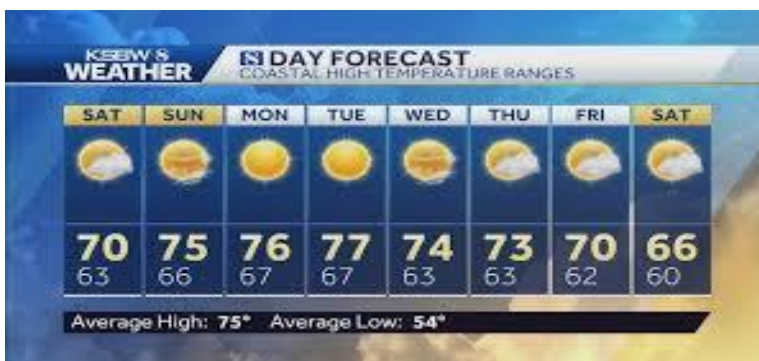 KSBW 8
WEATHER
8 DAY FORECAST
COASTAL HIGH TEMPERATURE RANGES
SAT SUN MON TUE WED THU FRI SAT
70 75 76 77 74 73 70 66
63 66 67 67 63 63 62 60
Average High: 75° Average Low: 54°